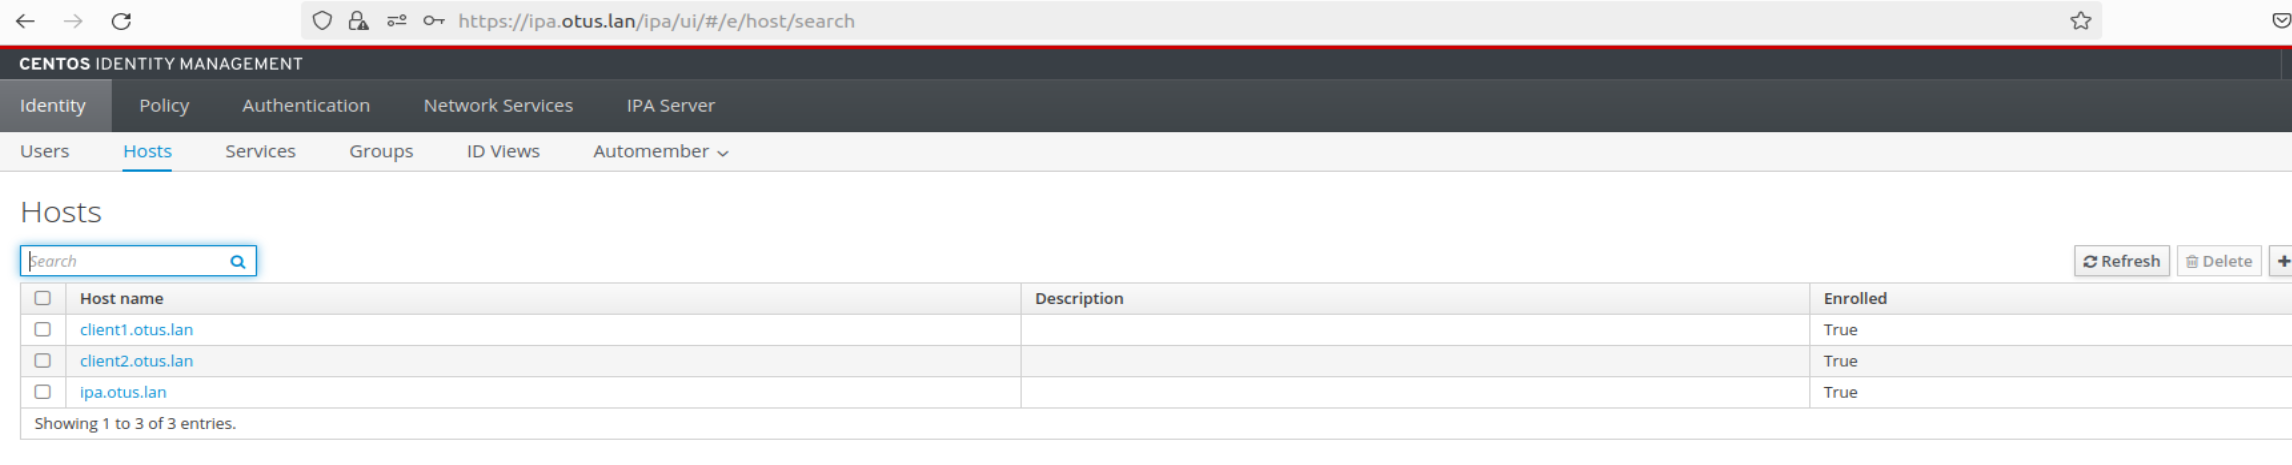 https://ipa.otus.lan/ipa/ui/#/e/host/search
CENTOS IDENTITY MANAGEMENT
Identity Policy Authentication Network Services IPA Server
Users Hosts Services Groups ID Views Automember
Hosts
Search Refresh Delete +
Host name Description Enrolled
client1.otus.lan True
client2.otus.lan True
ipa.otus.lan True
Showing 1 to 3 of 3 entries.